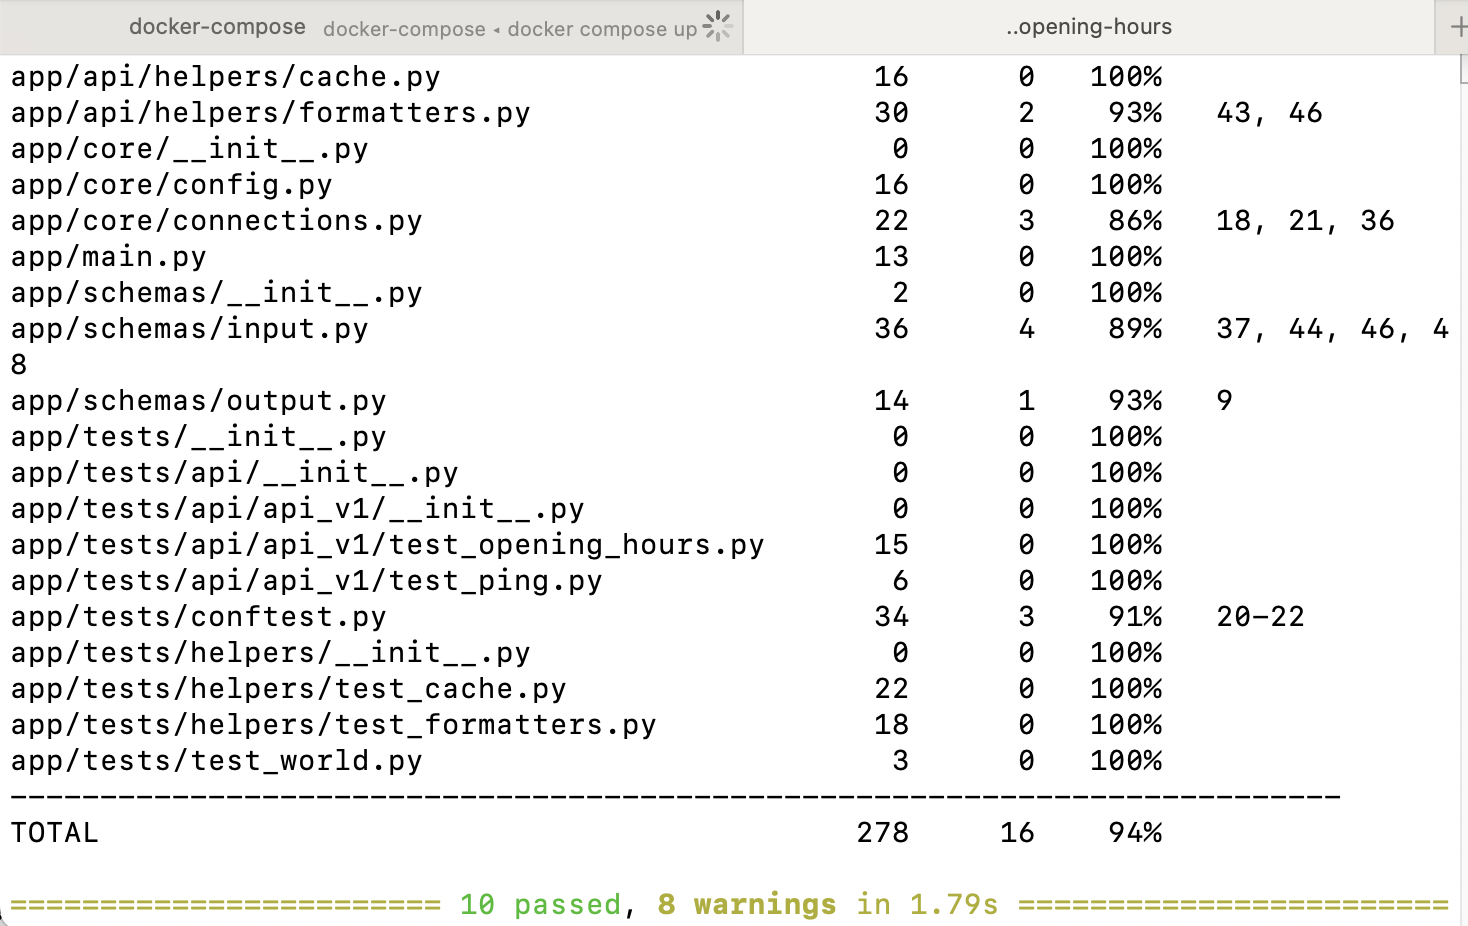 docker-compose docker-compose ◂ docker compose up ..opening-hours +
app/api/helpers/cache.py 16 0 100%
app/api/helpers/formatters.py 30 2 93% 43, 46
app/core/__init__.py 0 0 100%
app/core/config.py 16 0 100%
app/core/connections.py 22 3 86% 18, 21, 36
app/main.py 13 0 100%
app/schemas/__init__.py 2 0 100%
app/schemas/input.py 36 4 89% 37, 44, 46, 4
8
app/schemas/output.py 14 1 93% 9
app/tests/__init__.py 0 0 100%
app/tests/api/__init__.py 0 0 100%
app/tests/api/api_v1/__init__.py 0 0 100%
app/tests/api/api_v1/test_opening_hours.py 15 0 100%
app/tests/api/api_v1/test_ping.py 6 0 100%
app/tests/conftest.py 34 3 91% 20-22
app/tests/helpers/__init__.py 0 0 100%
app/tests/helpers/test_cache.py 22 0 100%
app/tests/helpers/test_formatters.py 18 0 100%
app/tests/test_world.py 3 0 100%
--------------------------------------------------------------------------
TOTAL 278 16 94%
======================== 10 passed, 8 warnings in 1.79s ========================